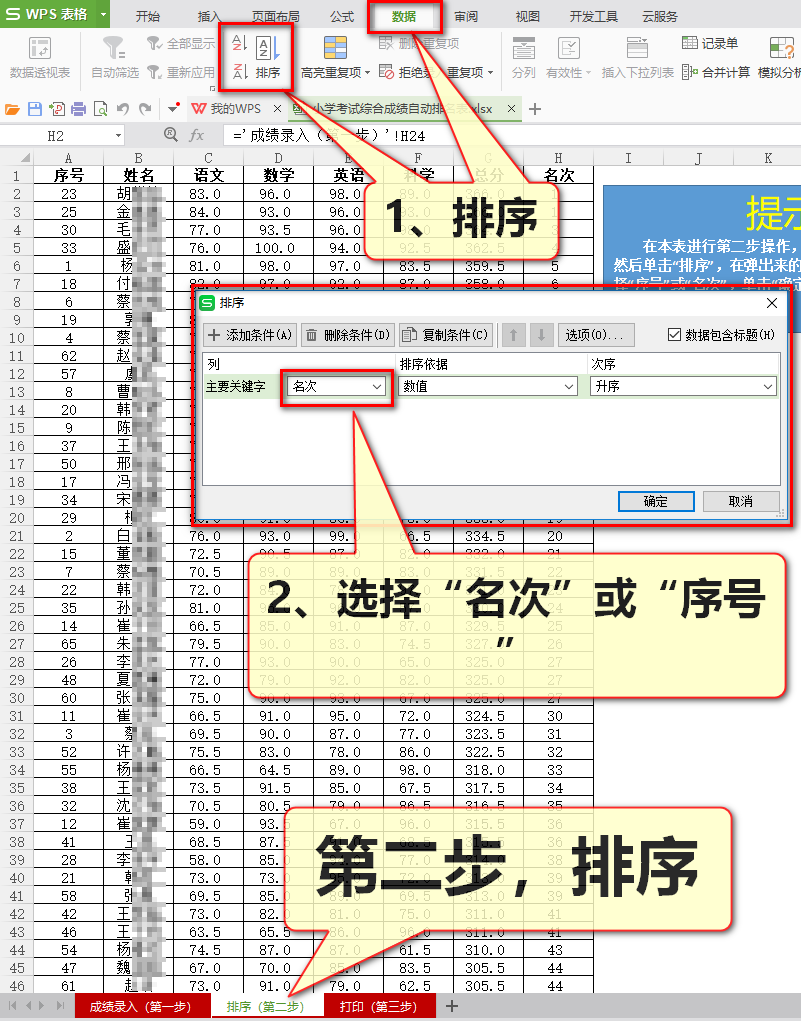 S WPS 表格
开始 插入 页面布局 公式 数据 审阅 视图 开发工具 云服务
全部显示 删除重复项 记录单
数据透视表 自动筛选 重新应用 排序 高亮重复项 拒绝 重复项 分列 有效性 插入下拉列表 合并计算 模拟分析
我的WPS 小学考试综合成绩自动排名 xlsx
H2 fx ='成绩录入（第一步）'!H24
A B C D E F G H I J K
1 序号 姓名 语文 数学 英语 科学 总分 名次
2 23 胡 83.0 96.0 98.0 89.0 366.0
3 25 金 84.0 93.0 96.0
4 30 毛 77.0 93.5 96.0
5 33 盛 76.0 100.0 94.0 92.5 362.5 4
6 1 杨 81.0 98.0 97.0 83.5 359.5 5
7 18 付 82.0 97.0 92.0 87.0 358.0 6
8 6 蔡
9 19
10 4 蔡
11 62 赵
12 57
13 8 曹
14 20 韩
15 9 陈
16 37 王
17 50 邢
18 17 冯
19 34 宋
20 29
21 2 白 76.0 93.0 99.0 66.5 334.5 20
22 15 董 72.5 90.5
23 7 蔡 70.5
24 22 韩 72.0
25 35 孙 81.0
26 14 崔 66.5
27 65 朱 79.5 90.0 83.0 74.5
28 26 李 77.0 93.0 90.0 65.0 325.0 27
29 48 夏 72.0
30 60 张 75.0
31 11 崔 66.5 91.0 95.0 72.0 324.5 30
32 3 69.5 90.0 87.0 77.0 323.5 31
33 52 许 75.5 83.0 78.0 86.0 322.5 32
34 55 杨 66.5 64.5 89.0 98.0 318.0 33
35 38 王 73.5 91.5 85.0 67.5 317.5 34
36 32 沈 70.5 80.5 79.0 86.5 316.5 35
37 12 崔 59.0 93. 67.0 96.0 315.5 36
38 41 王 68.5 87.
39 28 李 58.0 85.
40 21 韩 73.0 73.
41 58 张 69.5 85.
42 42 王 73.0 82.
43 46 王 63.5 65.
44 54 杨 74.5 87.0 87.0 61.5 310.0 43
45 47 魏 67.0 70.0 85.0 83.5 305.5 44
46 61 赵 73.0 91.0 79.0 62.5 305.5 44
提示
在本表进行第二步操作，
然后单击“排序”，在弹出来的
择“序号”或“名次”，单击“确定
1、排序
S 排序
添加条件(A) 删除条件(D) 复制条件(C) 选项(O)... 数据包含标题(H)
列 排序依据 次序
主要关键字 名次 数值 升序
确定 取消
2、选择“名次”或“序号
”
第二步，排序
成绩录入（第一步） 排序（第二步） 打印（第三步）